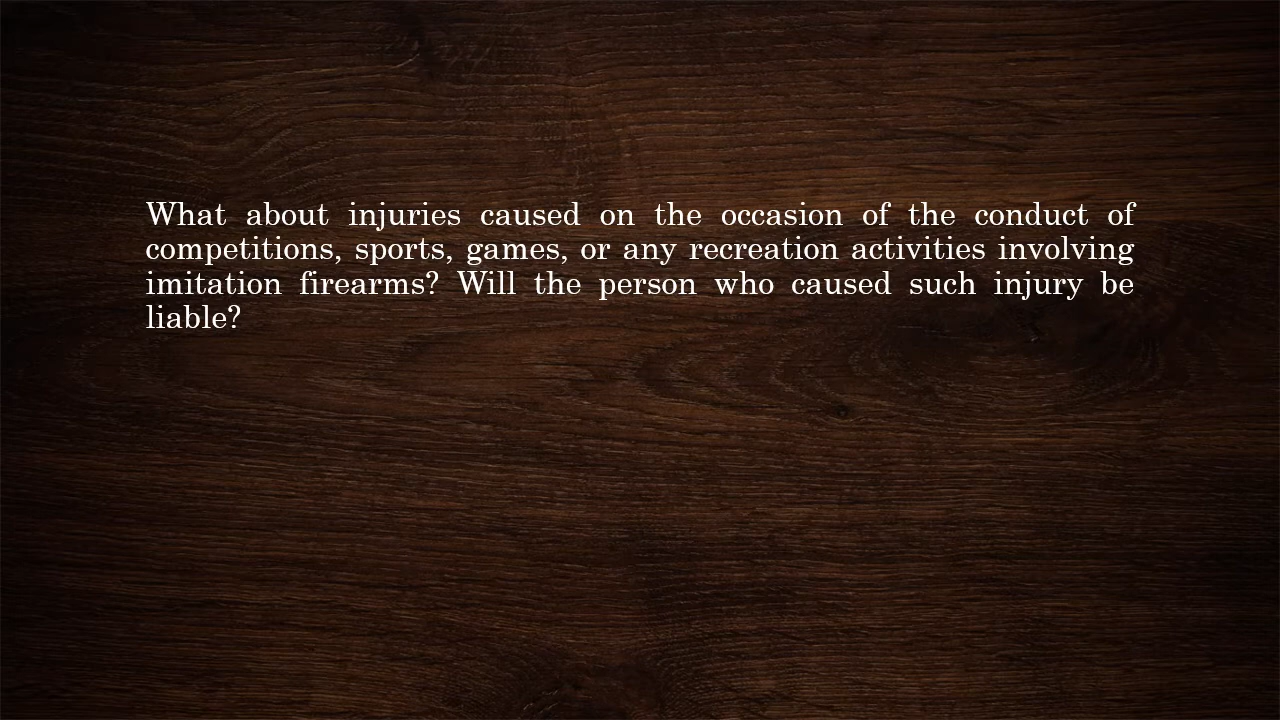 What about injuries caused on the occasion of the conduct of
competitions, sports, games, or any recreation activities involving
imitation firearms? Will the person who caused such injury be
liable?